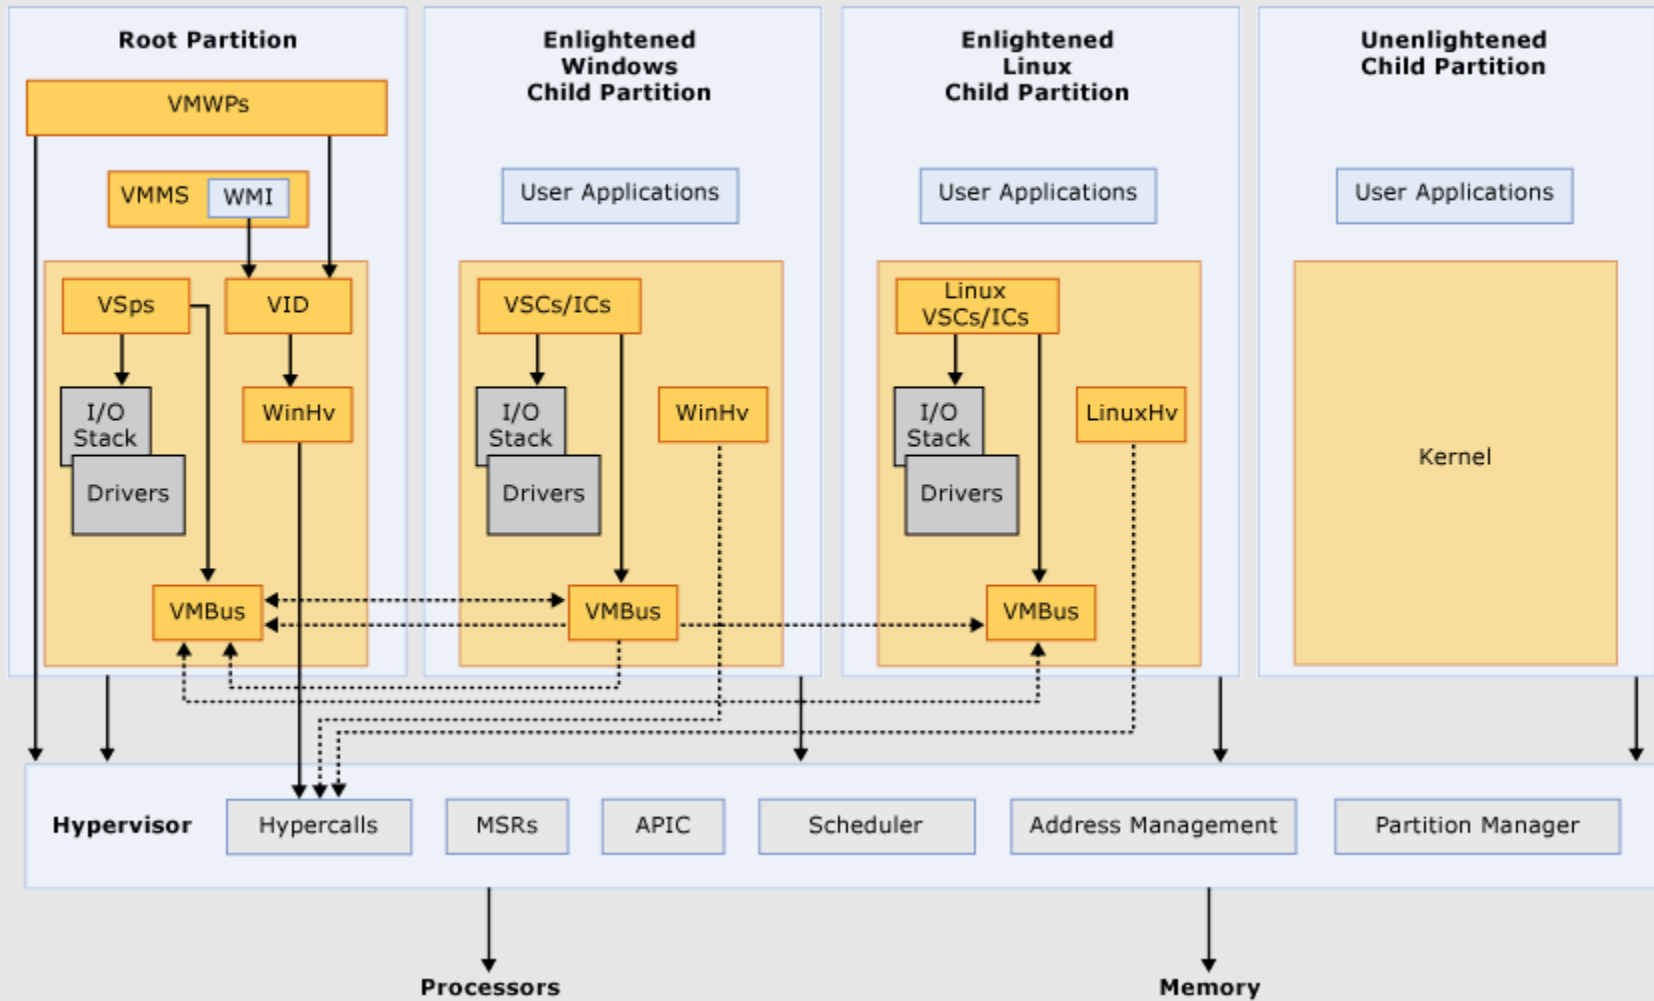 Root Partition
VMWPs
VMMS
WMI
VSps
VID
I/O
Stack
WinHv
Drivers
VMBus
Enlightened
Windows
Child Partition
User Applications
VSCs/ICs
I/O
Stack
WinHv
Drivers
VMBus
Enlightened
Linux
Child Partition
User Applications
Linux
VSCs/ICs
I/O
Stack
LinuxHv
Drivers
VMBus
Unenlightened
Child Partition
User Applications
Kernel
Hypervisor
Hypercalls
MSRs
APIC
Scheduler
Address Management
Partition Manager
Processors
Memory